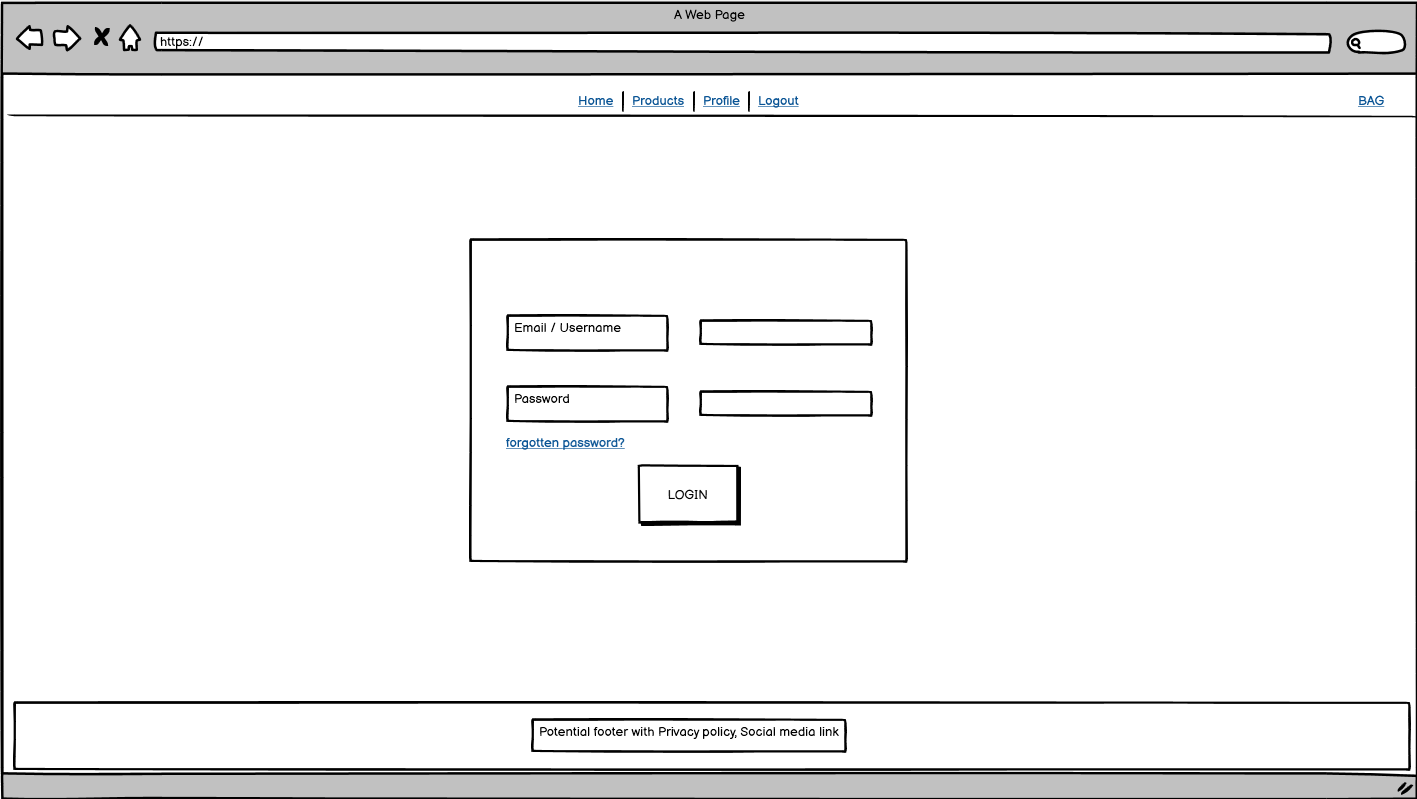 A Web Page
https://
Home Products Profile Logout BAG
Email / Username
Password
forgotten password?
LOGIN
Potential footer with Privacy policy, Social media link